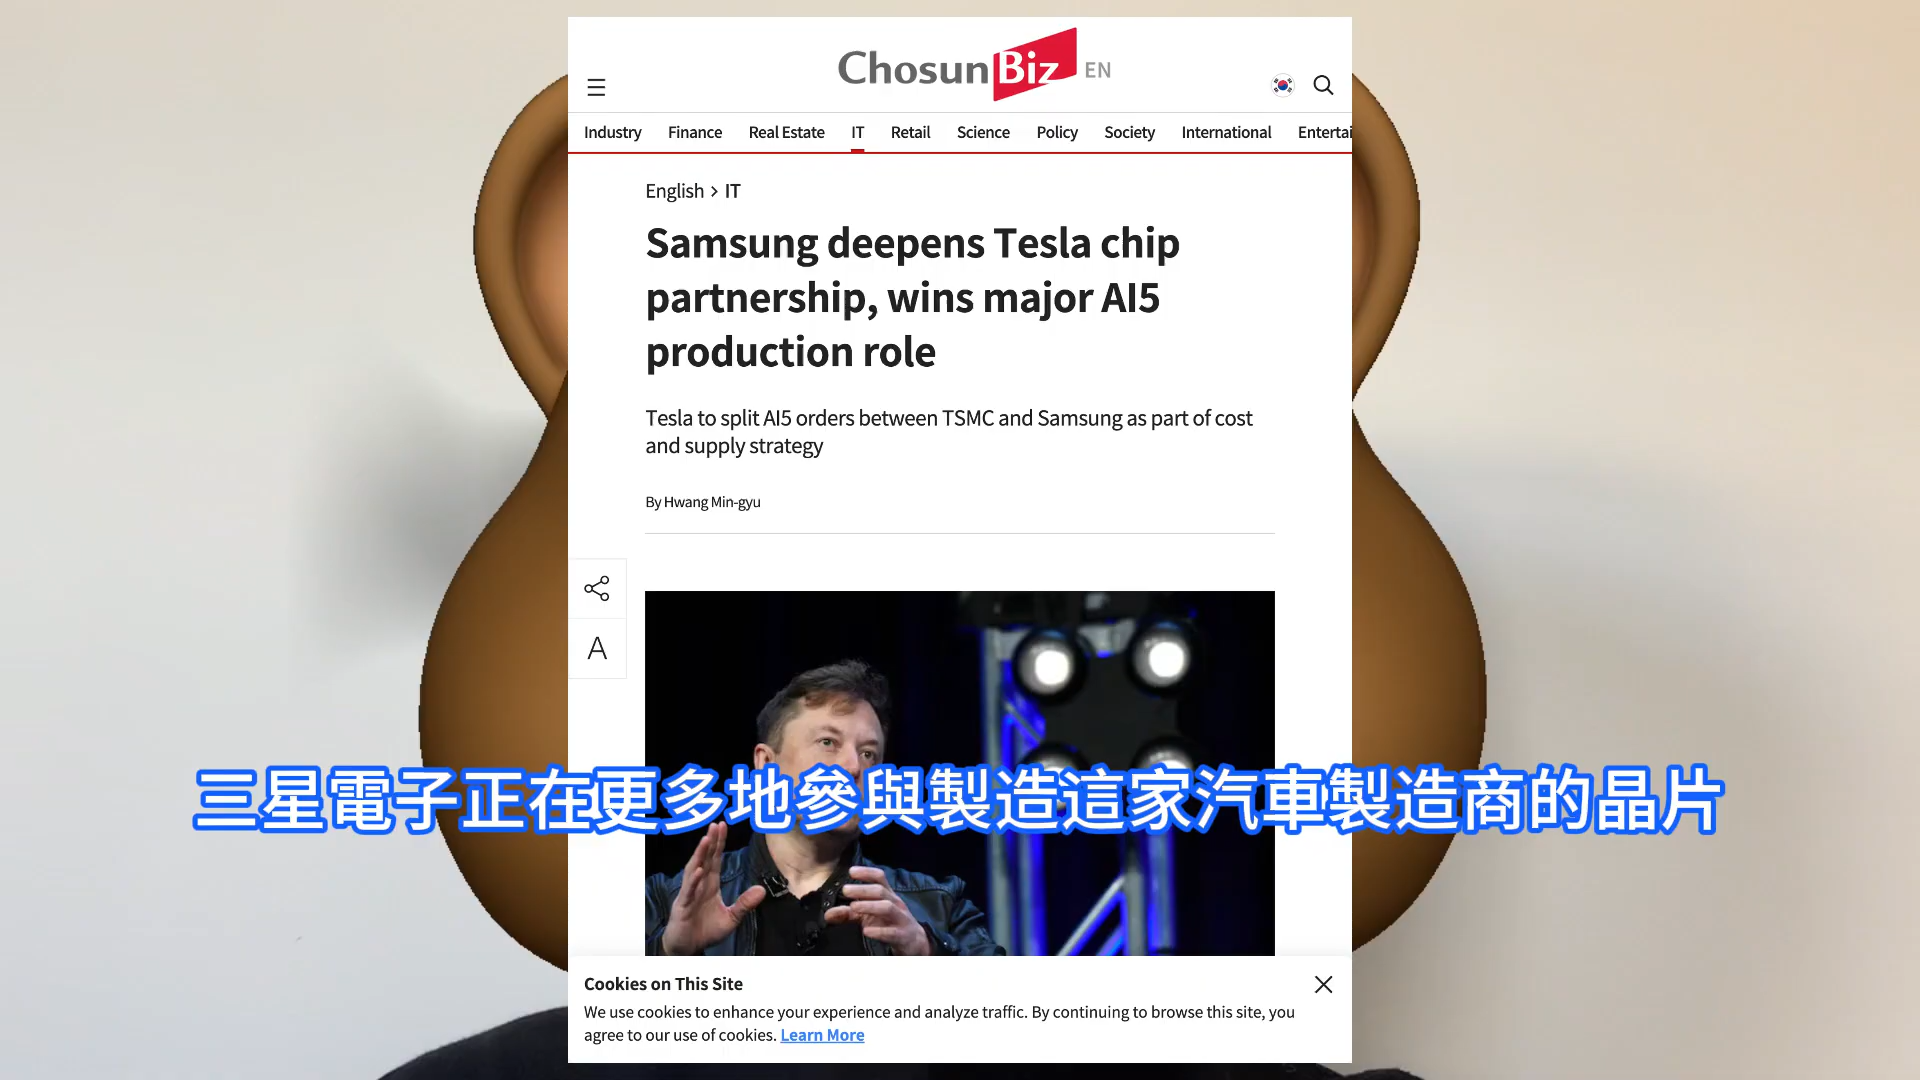 Chosun Biz EN
Industry Finance Real Estate IT Retail Science Policy Society International Entertai
English > IT
Samsung deepens Tesla chip
partnership, wins major AI5
production role
Tesla to split AI5 orders between TSMC and Samsung as part of cost
and supply strategy
By Hwang Min-gyu
A
三星電子正在更多地參與製造這家汽車製造商的晶片
Cookies on This Site
We use cookies to enhance your experience and analyze traffic. By continuing to browse this site, you
agree to our use of cookies. Learn More